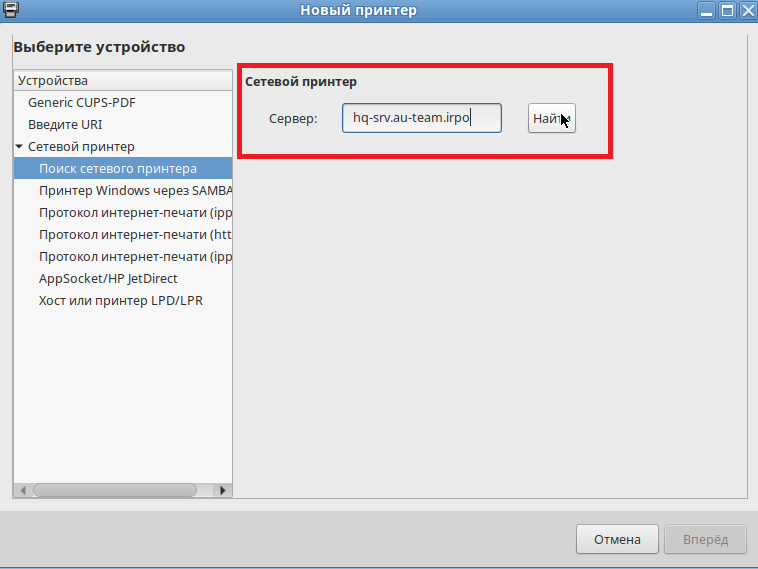 Новый принтер
Выберите устройство
Устройства
Generic CUPS-PDF
Введите URI
Сетевой принтер
Поиск сетевого принтера
Принтер Windows через SAMBA
Протокол интернет-печати (ipp
Протокол интернет-печати (htt
Протокол интернет-печати (ipp
AppSocket/HP JetDirect
Хост или принтер LPD/LPR
Сетевой принтер
Сервер: hq-srv.au-team.irpo Найти
Отмена Вперёд